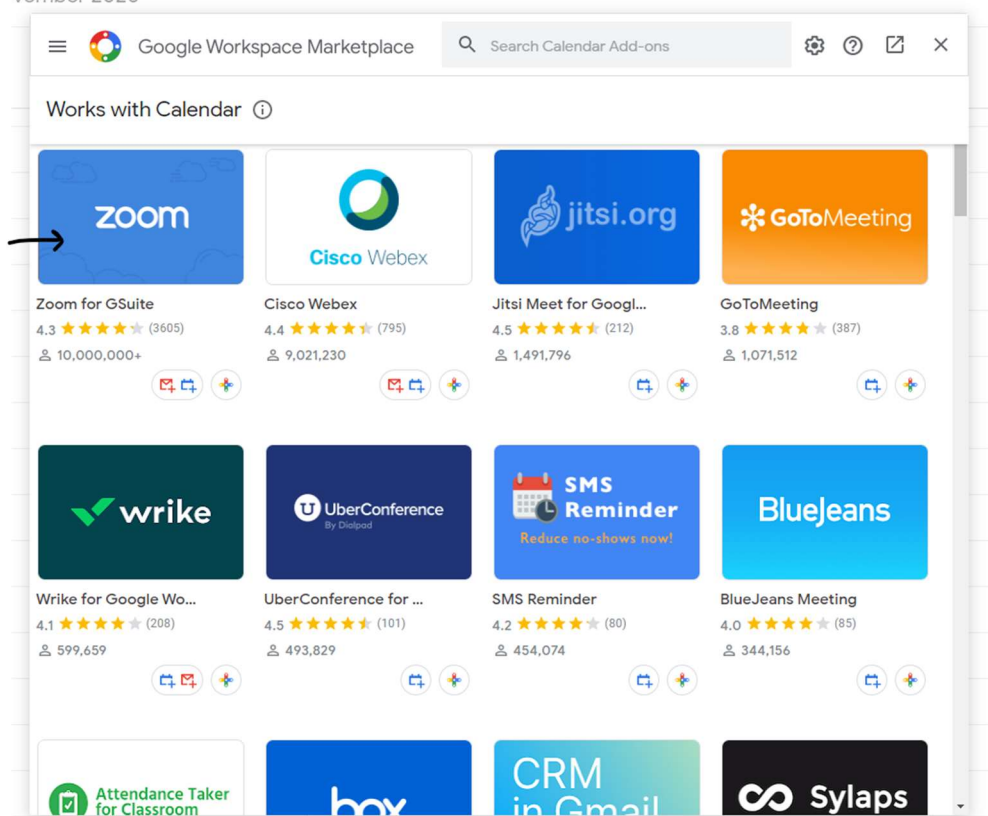 vember 2020
Google Workspace Marketplace
Search Calendar Add-ons
Works with Calendar
zoom
Cisco Webex
jitsi.org
GoToMeeting
Zoom for GSuite
Cisco Webex
Jitsi Meet for Googl...
GoToMeeting
4.3 (3605)
4.4 (795)
4.5 (212)
3.8 (387)
10,000,000+
9,021,230
1,491,796
1,071,512
wrike
UberConference
By Dialpad
SMS
Reminder
Reduce no-shows now!
BlueJeans
Wrike for Google Wo...
UberConference for ...
SMS Reminder
BlueJeans Meeting
4.1 (208)
4.5 (101)
4.2 (80)
4.0 (85)
599,659
493,829
454,074
344,156
Attendance Taker
for Classroom
box
CRM
in Gmail
Sylaps